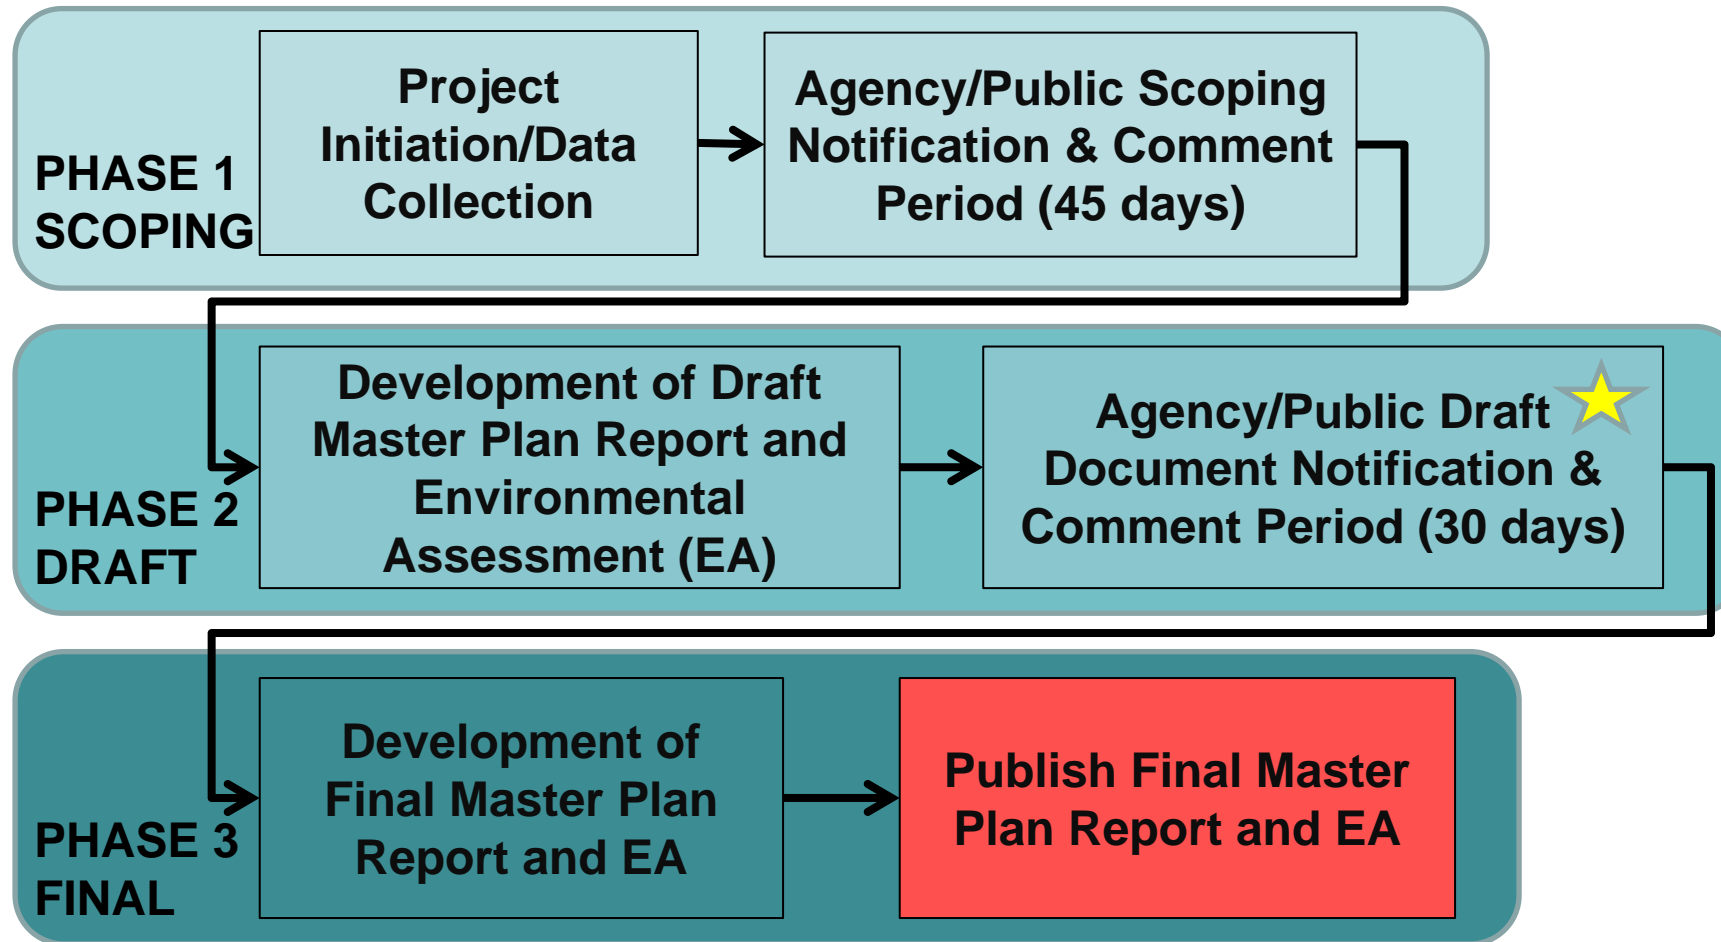 PHASE 1
SCOPING
Project
Initiation/Data
Collection
Agency/Public Scoping
Notification & Comment
Period (45 days)
PHASE 2
DRAFT
Development of Draft
Master Plan Report and
Environmental
Assessment (EA)
Agency/Public Draft
Document Notification &
Comment Period (30 days)
PHASE 3
FINAL
Development of
Final Master Plan
Report and EA
Publish Final Master
Plan Report and EA